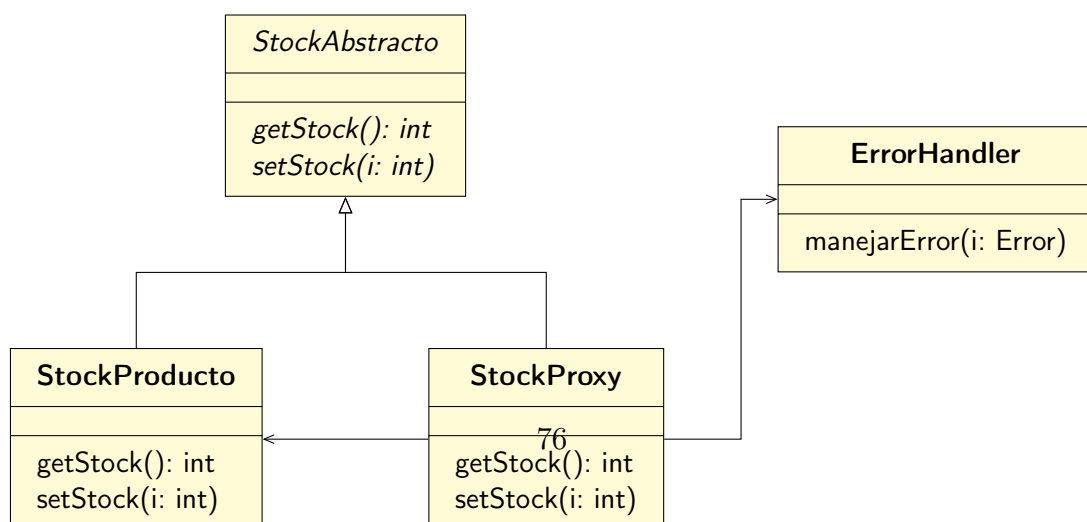 StockAbstracto
getStock(): int
setStock(i: int)
ErrorHandler
manejarError(i: Error)
StockProducto
getStock(): int
setStock(i: int)
StockProxy
76
getStock(): int
setStock(i: int)